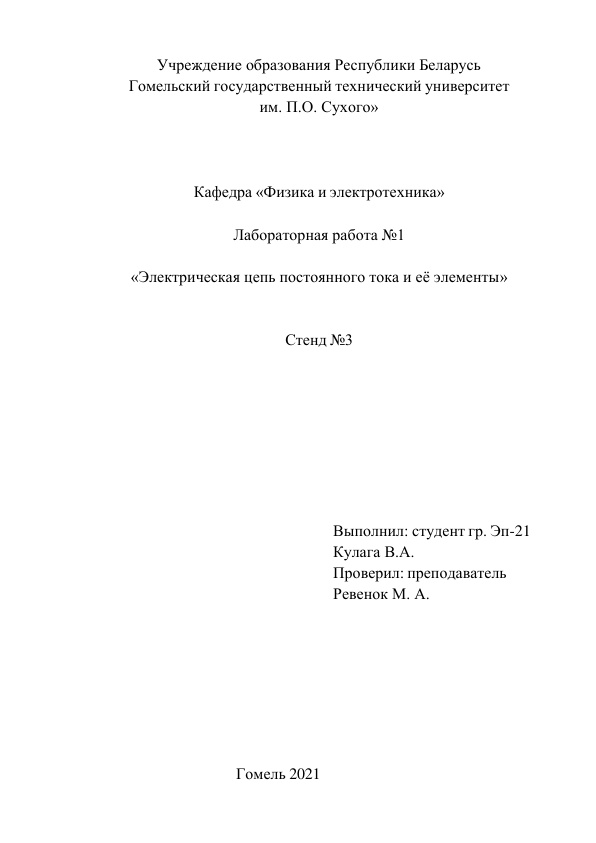 Учреждение образования Республики Беларусь
Гомельский государственный технический университет
им. П.О. Сухого»
Кафедра «Физика и электротехника»
Лабораторная работа №1
«Электрическая цепь постоянного тока и её элементы»
Стенд №3
Выполнил: студент гр. Эп-21
Кулага В.А.
Проверил: преподаватель
Ревенок М. А.
Гомель 2021